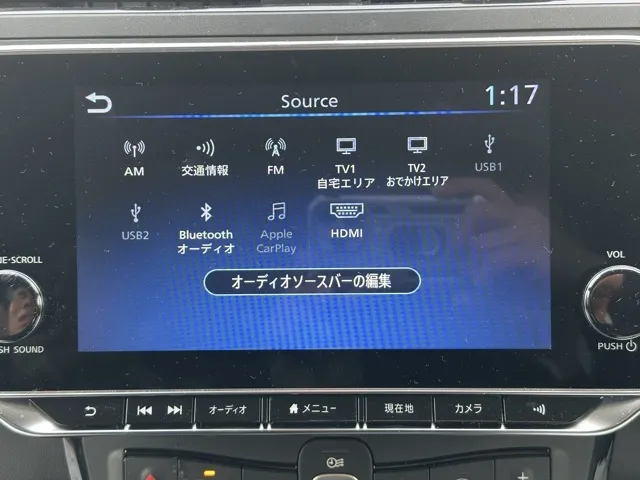 Source
1:17
AM
交通情報
FM
TV1
自宅エリア
TV2
おでかけエリア
USB1
USB2
Bluetooth
オーディオ
Apple
CarPlay
HDMI
オーディオソースバーの編集
NE·SCROLL
SH SOUND
VOL
PUSH
オーディオ
メニュー
現在地
カメラ